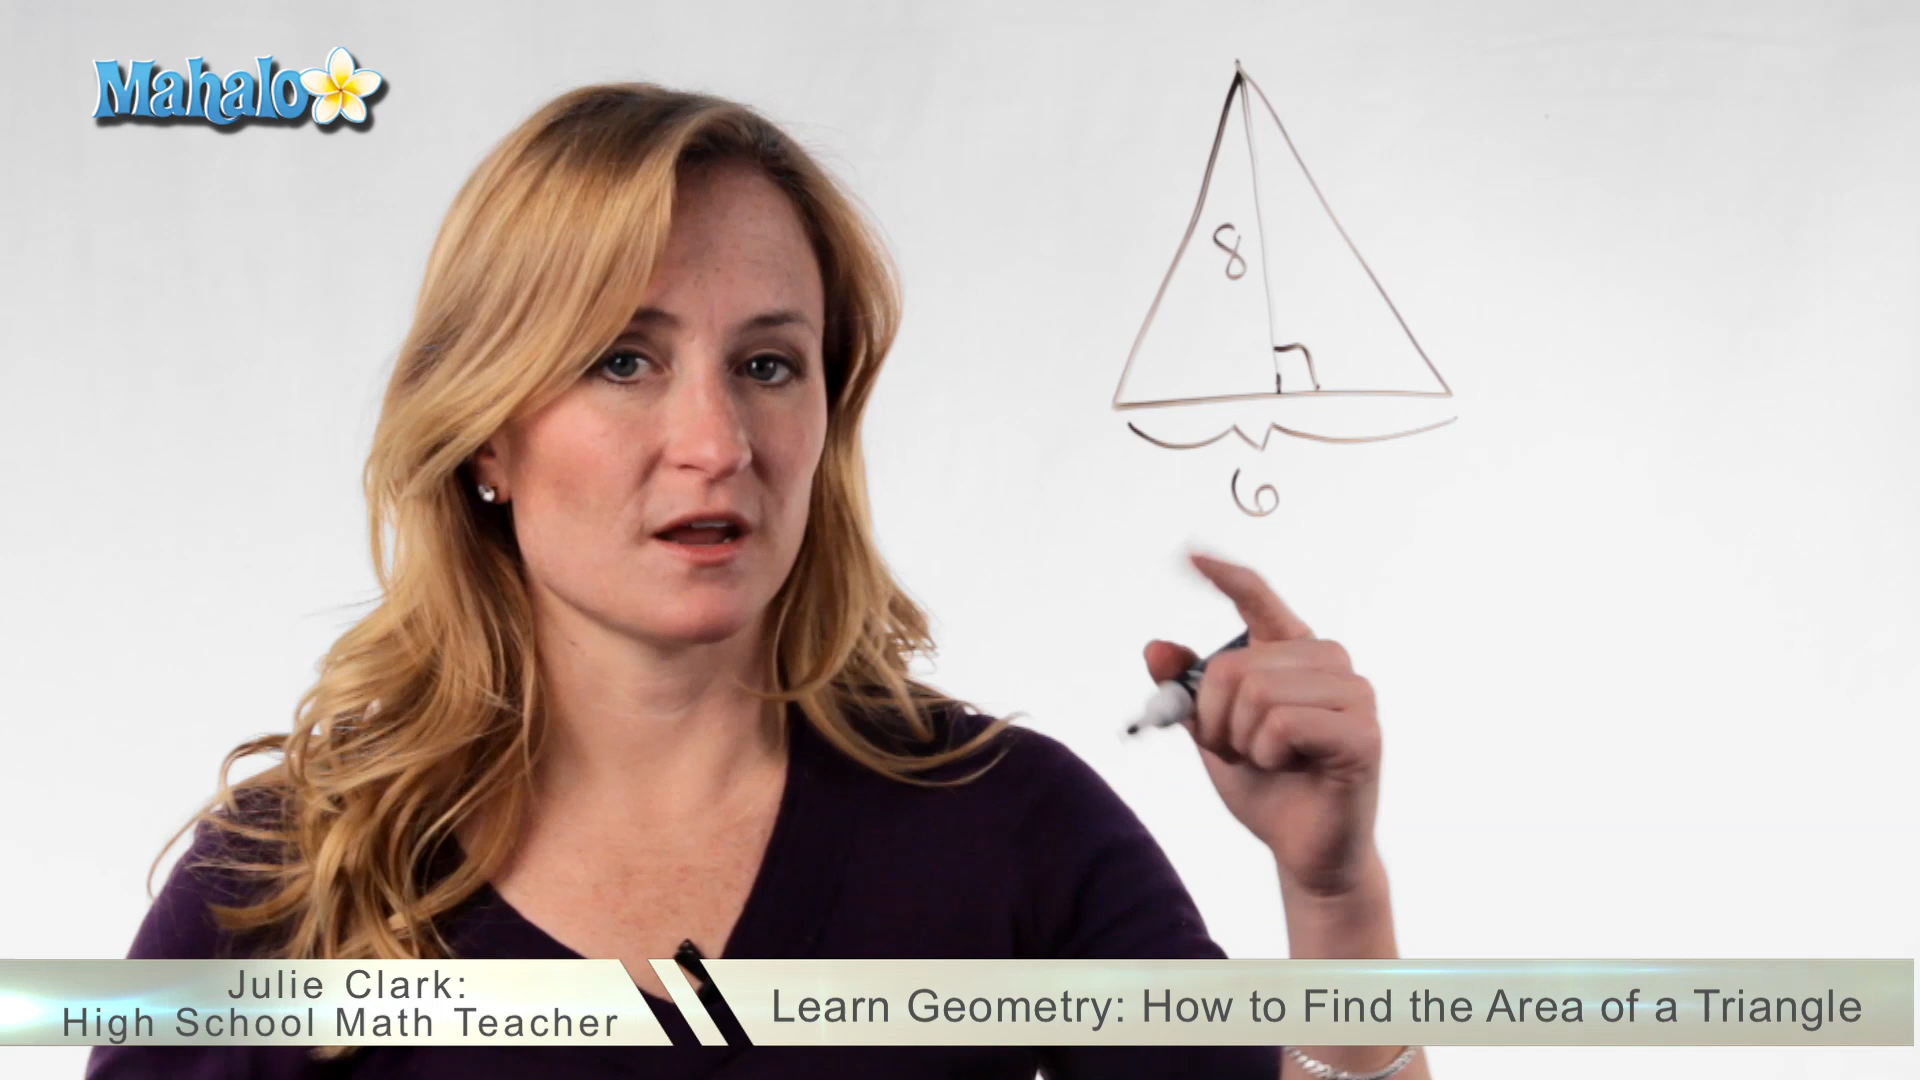 Mahalo
8
6
Julie Clark:
High School Math Teacher
Learn Geometry: How to Find the Area of a Triangle